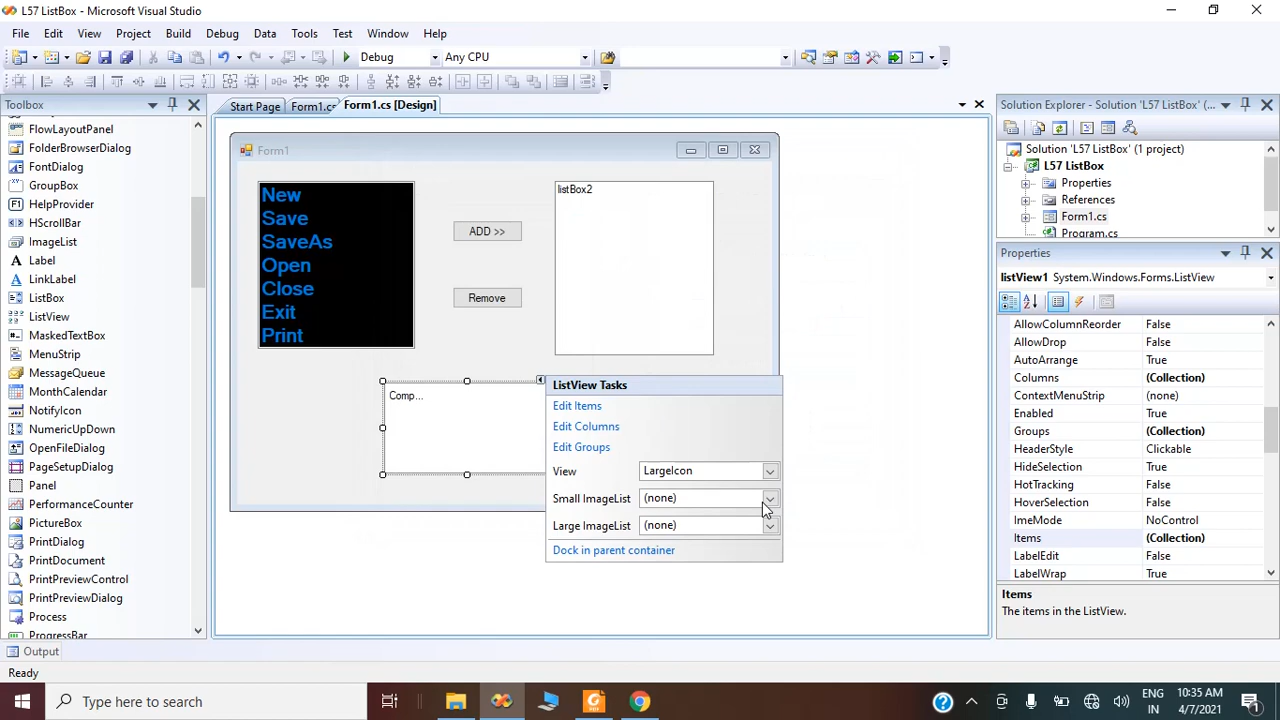 L57 ListBox - Microsoft Visual Studio
File Edit View Project Build Debug Data Tools Test Window Help
Debug Any CPU
Toolbox
FlowLayoutPanel
FolderBrowserDialog
FontDialog
GroupBox
HelpProvider
HScrollBar
ImageList
Label
LinkLabel
ListBox
ListView
MaskedTextBox
MenuStrip
MessageQueue
MonthCalendar
NotifyIcon
NumericUpDown
OpenFileDialog
PageSetupDialog
Panel
PerformanceCounter
PictureBox
PrintDialog
PrintDocument
PrintPreviewControl
PrintPreviewDialog
Process
ProgressBar
Output
Start Page Form1.cs Form1.cs [Design]
Form1
New
Save
SaveAs
Open
Close
Exit
Print
ADD >>
Remove
listBox2
Comp...
ListView Tasks
Edit Items
Edit Columns
Edit Groups
View LargeIcon
Small ImageList (none)
Large ImageList (none)
Dock in parent container
Solution Explorer - Solution 'L57 ListBox' (...
Solution 'L57 ListBox' (1 project)
L57 ListBox
Properties
References
Form1.cs
Program.cs
Properties
listView1 System.Windows.Forms.ListView
AllowColumnReorder False
AllowDrop False
AutoArrange True
Columns (Collection)
ContextMenuStrip (none)
Enabled True
Groups (Collection)
HeaderStyle Clickable
HideSelection True
HotTracking False
HoverSelection False
ImeMode NoControl
Items (Collection)
LabelEdit False
LabelWrap True
Items
The items in the ListView.
Ready
Type here to search
ENG
IN
10:35 AM
4/7/2021
1